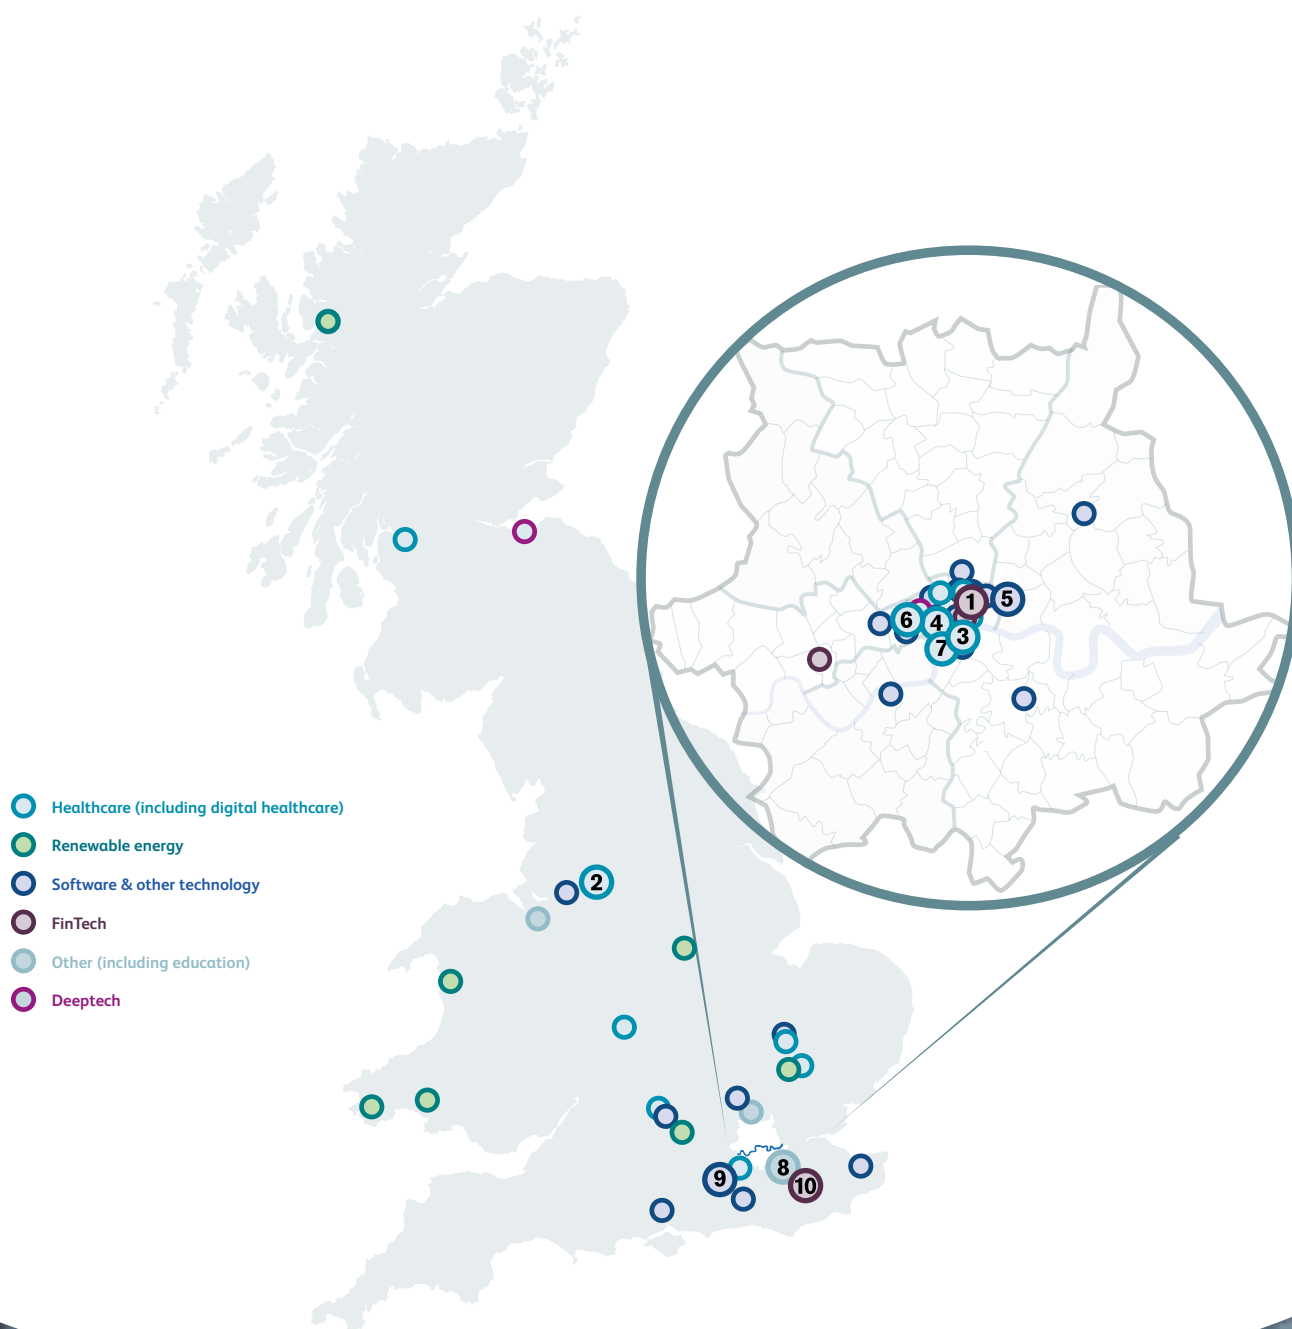 1
5
6
4
3
7
Healthcare (including digital healthcare)
Renewable energy
Software & other technology
FinTech
Other (including education)
Deeptech
2
8
9
10